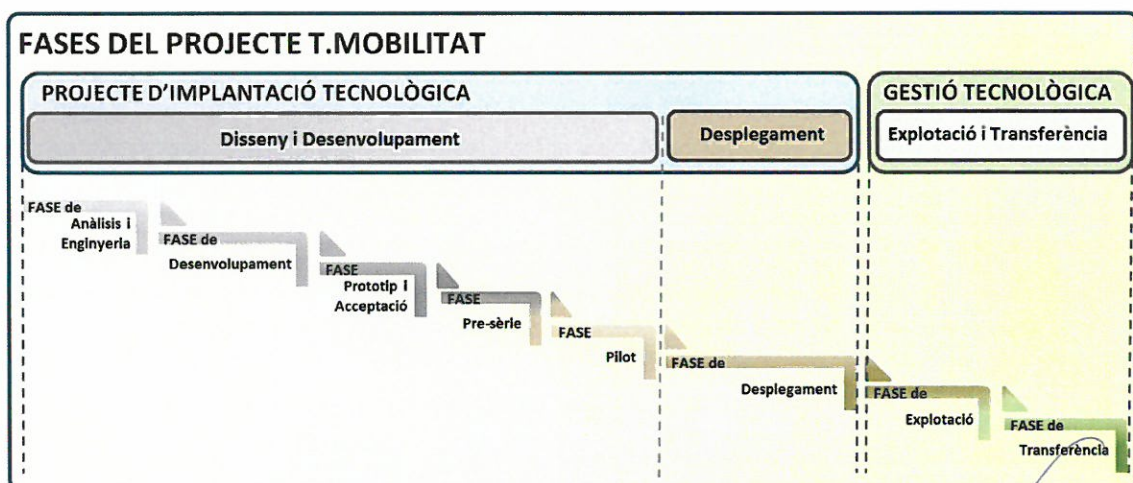 FASES DEL PROJECTE T.MOBILITAT
PROJECTE D'IMPLANTACIÓ TECNOLÒGICA
GESTIÓ TECNOLÒGICA
Disseny i Desenvolupament
Desplegament
Explotació i Transferència
FASE de
Anàlisis i
Enginyeria
FASE de
Desenvolupament
FASE
Prototip i
Acceptació
FASE
Pre-sèrie
FASE
Pilot
FASE de
Desplegament
FASE de
Explotació
FASE de
Transferència